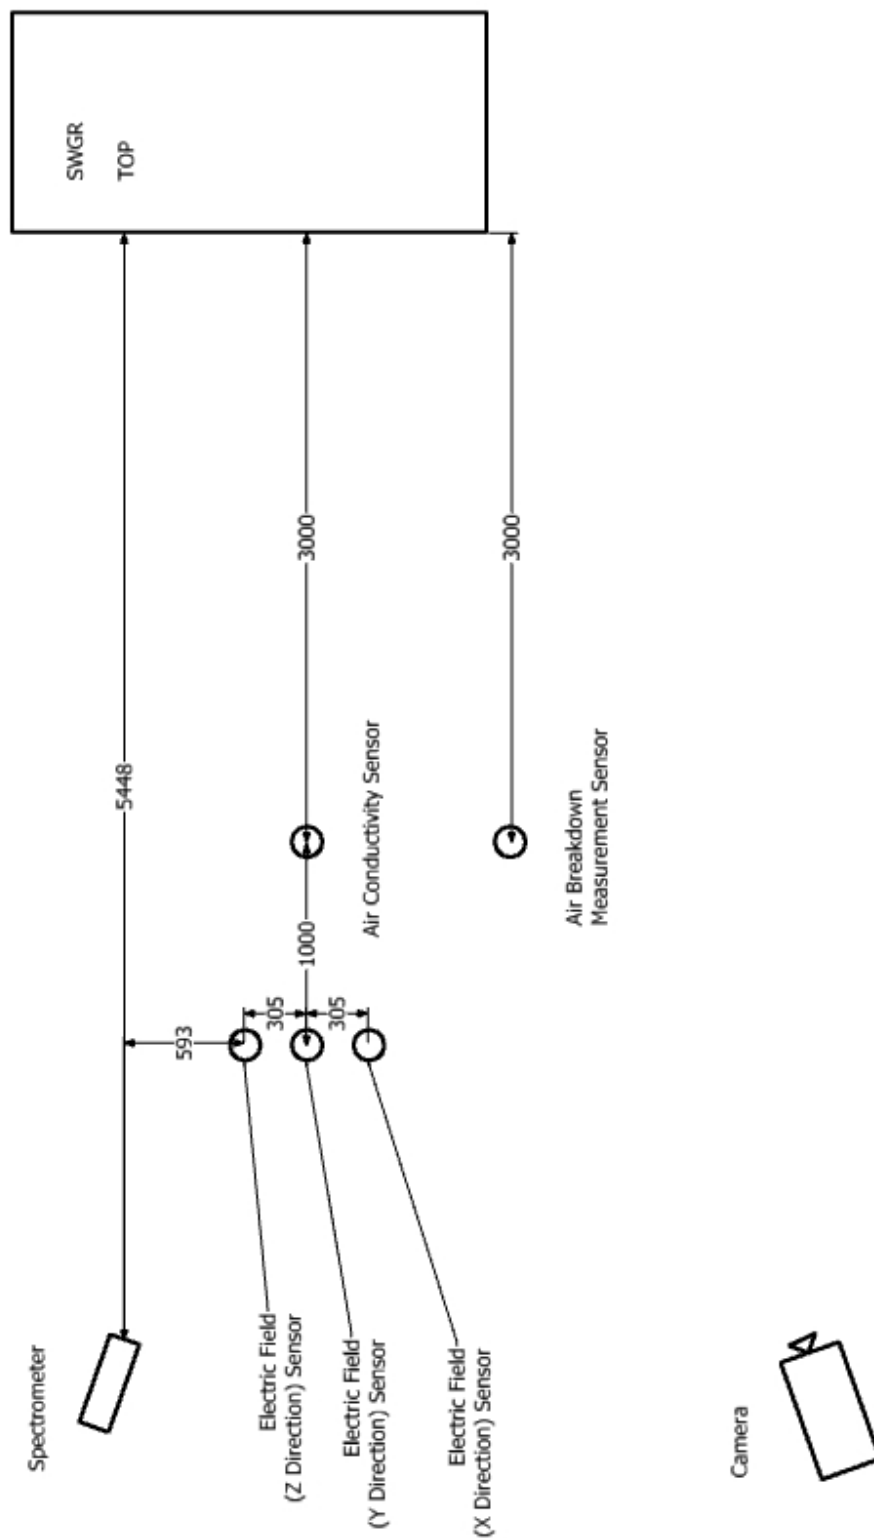 SWGR
TOP
5448
3000
3000
1000
305
305
593
Air Conductivity Sensor
Air Breakdown
Measurement Sensor
Spectrometer
Electric Field
(Z Direction) Sensor
Electric Field
(Y Direction) Sensor
Electric Field
(X Direction) Sensor
Camera